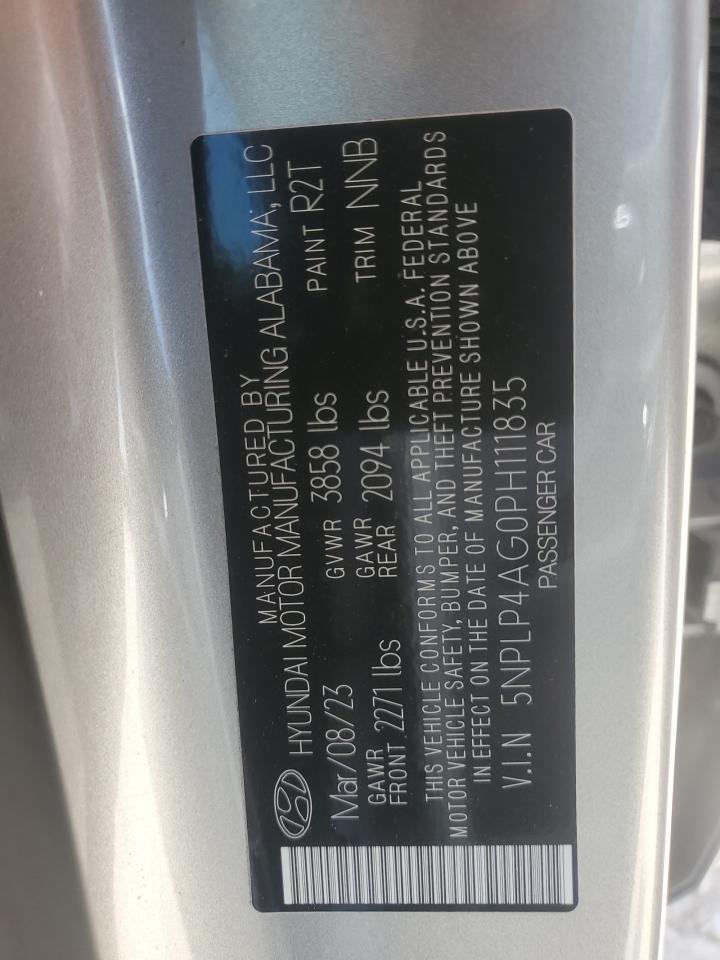 MANUFACTURED BY
HYUNDAI MOTOR MANUFACTURING ALABAMA, LLC
Mar/08/23 GVWR 3858 lbs PAINT R2T
GAWR FRONT 2271 lbs GAWR REAR 2094 lbs TRIM NNB
THIS VEHICLE CONFORMS TO ALL APPLICABLE U.S.A. FEDERAL
MOTOR VEHICLE SAFETY, BUMPER, AND THEFT PREVENTION STANDARDS
IN EFFECT ON THE DATE OF MANUFACTURE SHOWN ABOVE
V.I.N 5NPLP4AG0PH111835
PASSENGER CAR